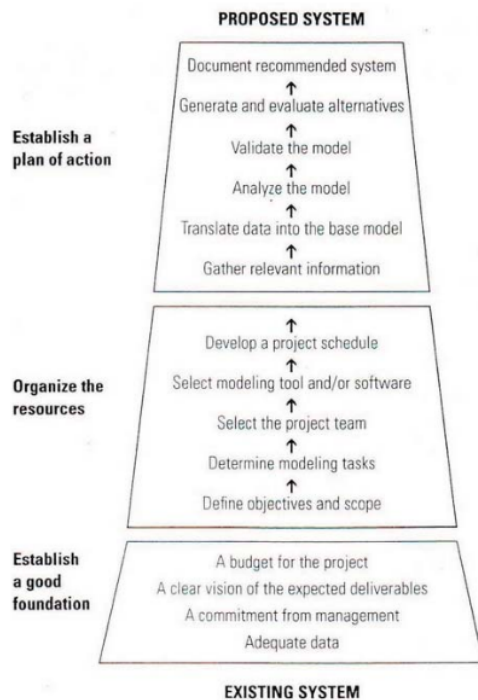 PROPOSED SYSTEM
Document recommended system
Generate and evaluate alternatives
Establish a
plan of action
Validate the model
Analyze the model
Translate data into the base model
Gather relevant information
Develop a project schedule
Organize the
resources
Select modeling tool and/or software
Select the project team
Determine modeling tasks
Define objectives and scope
Establish
a good
foundation
A budget for the project
A clear vision of the expected deliverables
A commitment from management
Adequate data
EXISTING SYSTEM